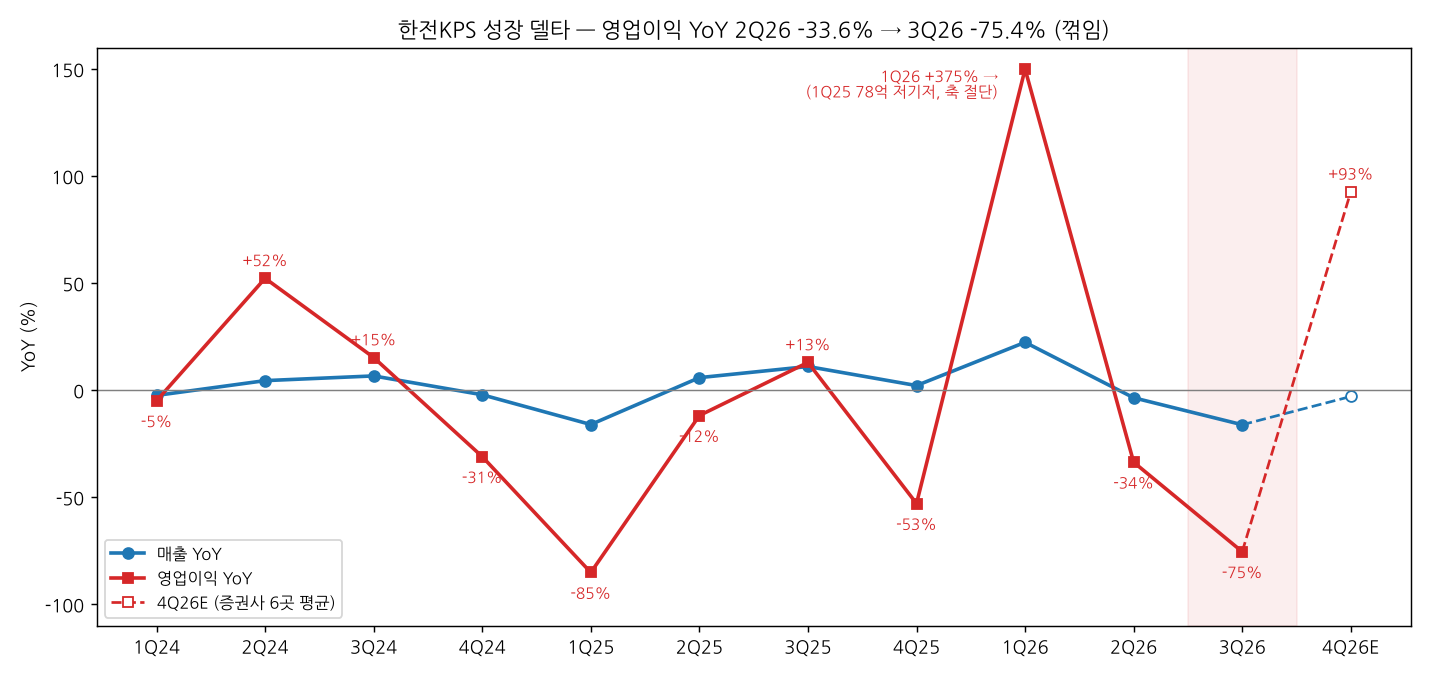 한전KPS 성장 델타 — 영업이익 YoY 2Q26 -33.6% → 3Q26 -75.4% (꺾임)
YoY (%)
150
100
50
0
-50
-100
1Q26 +375% →
(1Q25 78억 저기저, 축 절단)
+93%
+52%
+15%
+13%
-5%
-12%
-31%
-34%
-53%
-75%
-85%
매출 YoY
영업이익 YoY
4Q26E (증권사 6곳 평균)
1Q24 2Q24 3Q24 4Q24 1Q25 2Q25 3Q25 4Q25 1Q26 2Q26 3Q26 4Q26E